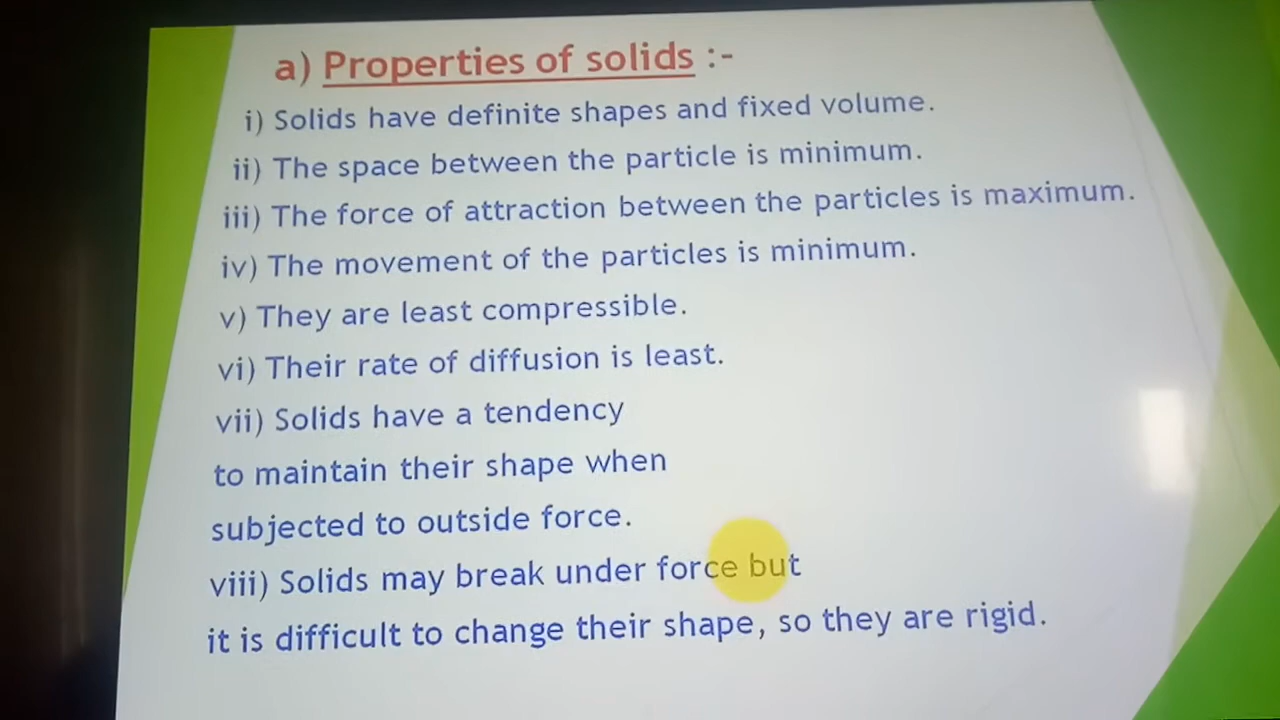 a) Properties of solids :-
i) Solids have definite shapes and fixed volume.
ii) The space between the particle is minimum.
iii) The force of attraction between the particles is maximum.
iv) The movement of the particles is minimum.
v) They are least compressible.
vi) Their rate of diffusion is least.
vii) Solids have a tendency
to maintain their shape when
subjected to outside force.
viii) Solids may break under force but
it is difficult to change their shape, so they are rigid.